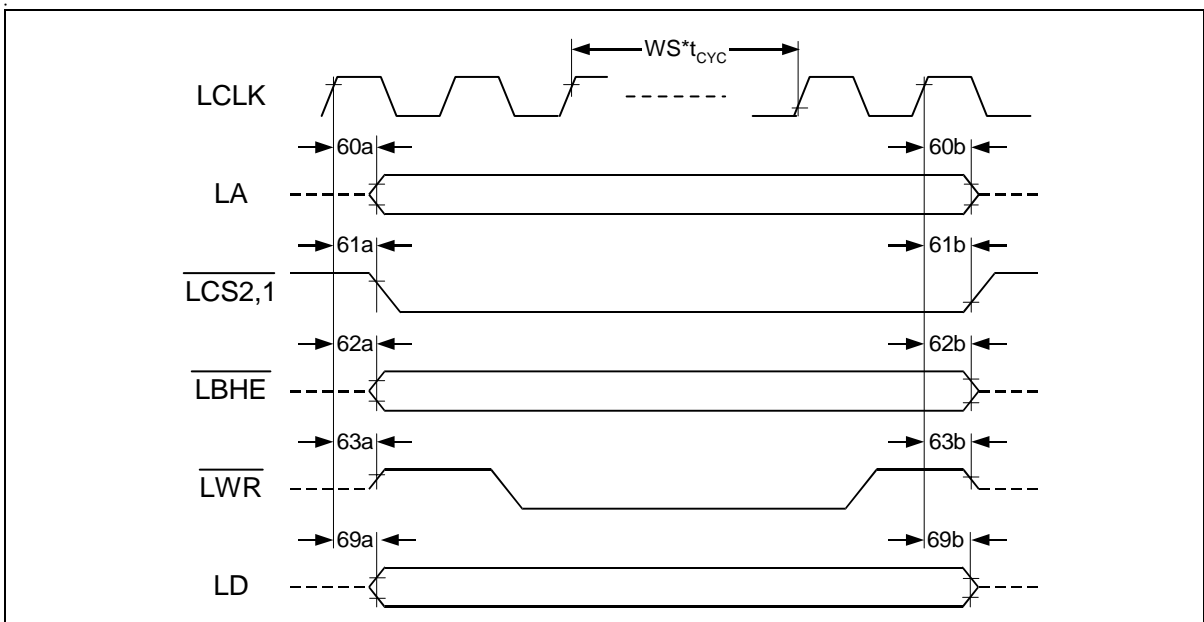 WS*tCYC
LCLK
60a 60b
LA
61a 61b
LCS2,1
62a 62b
LBHE
63a 63b
LWR
69a 69b
LD